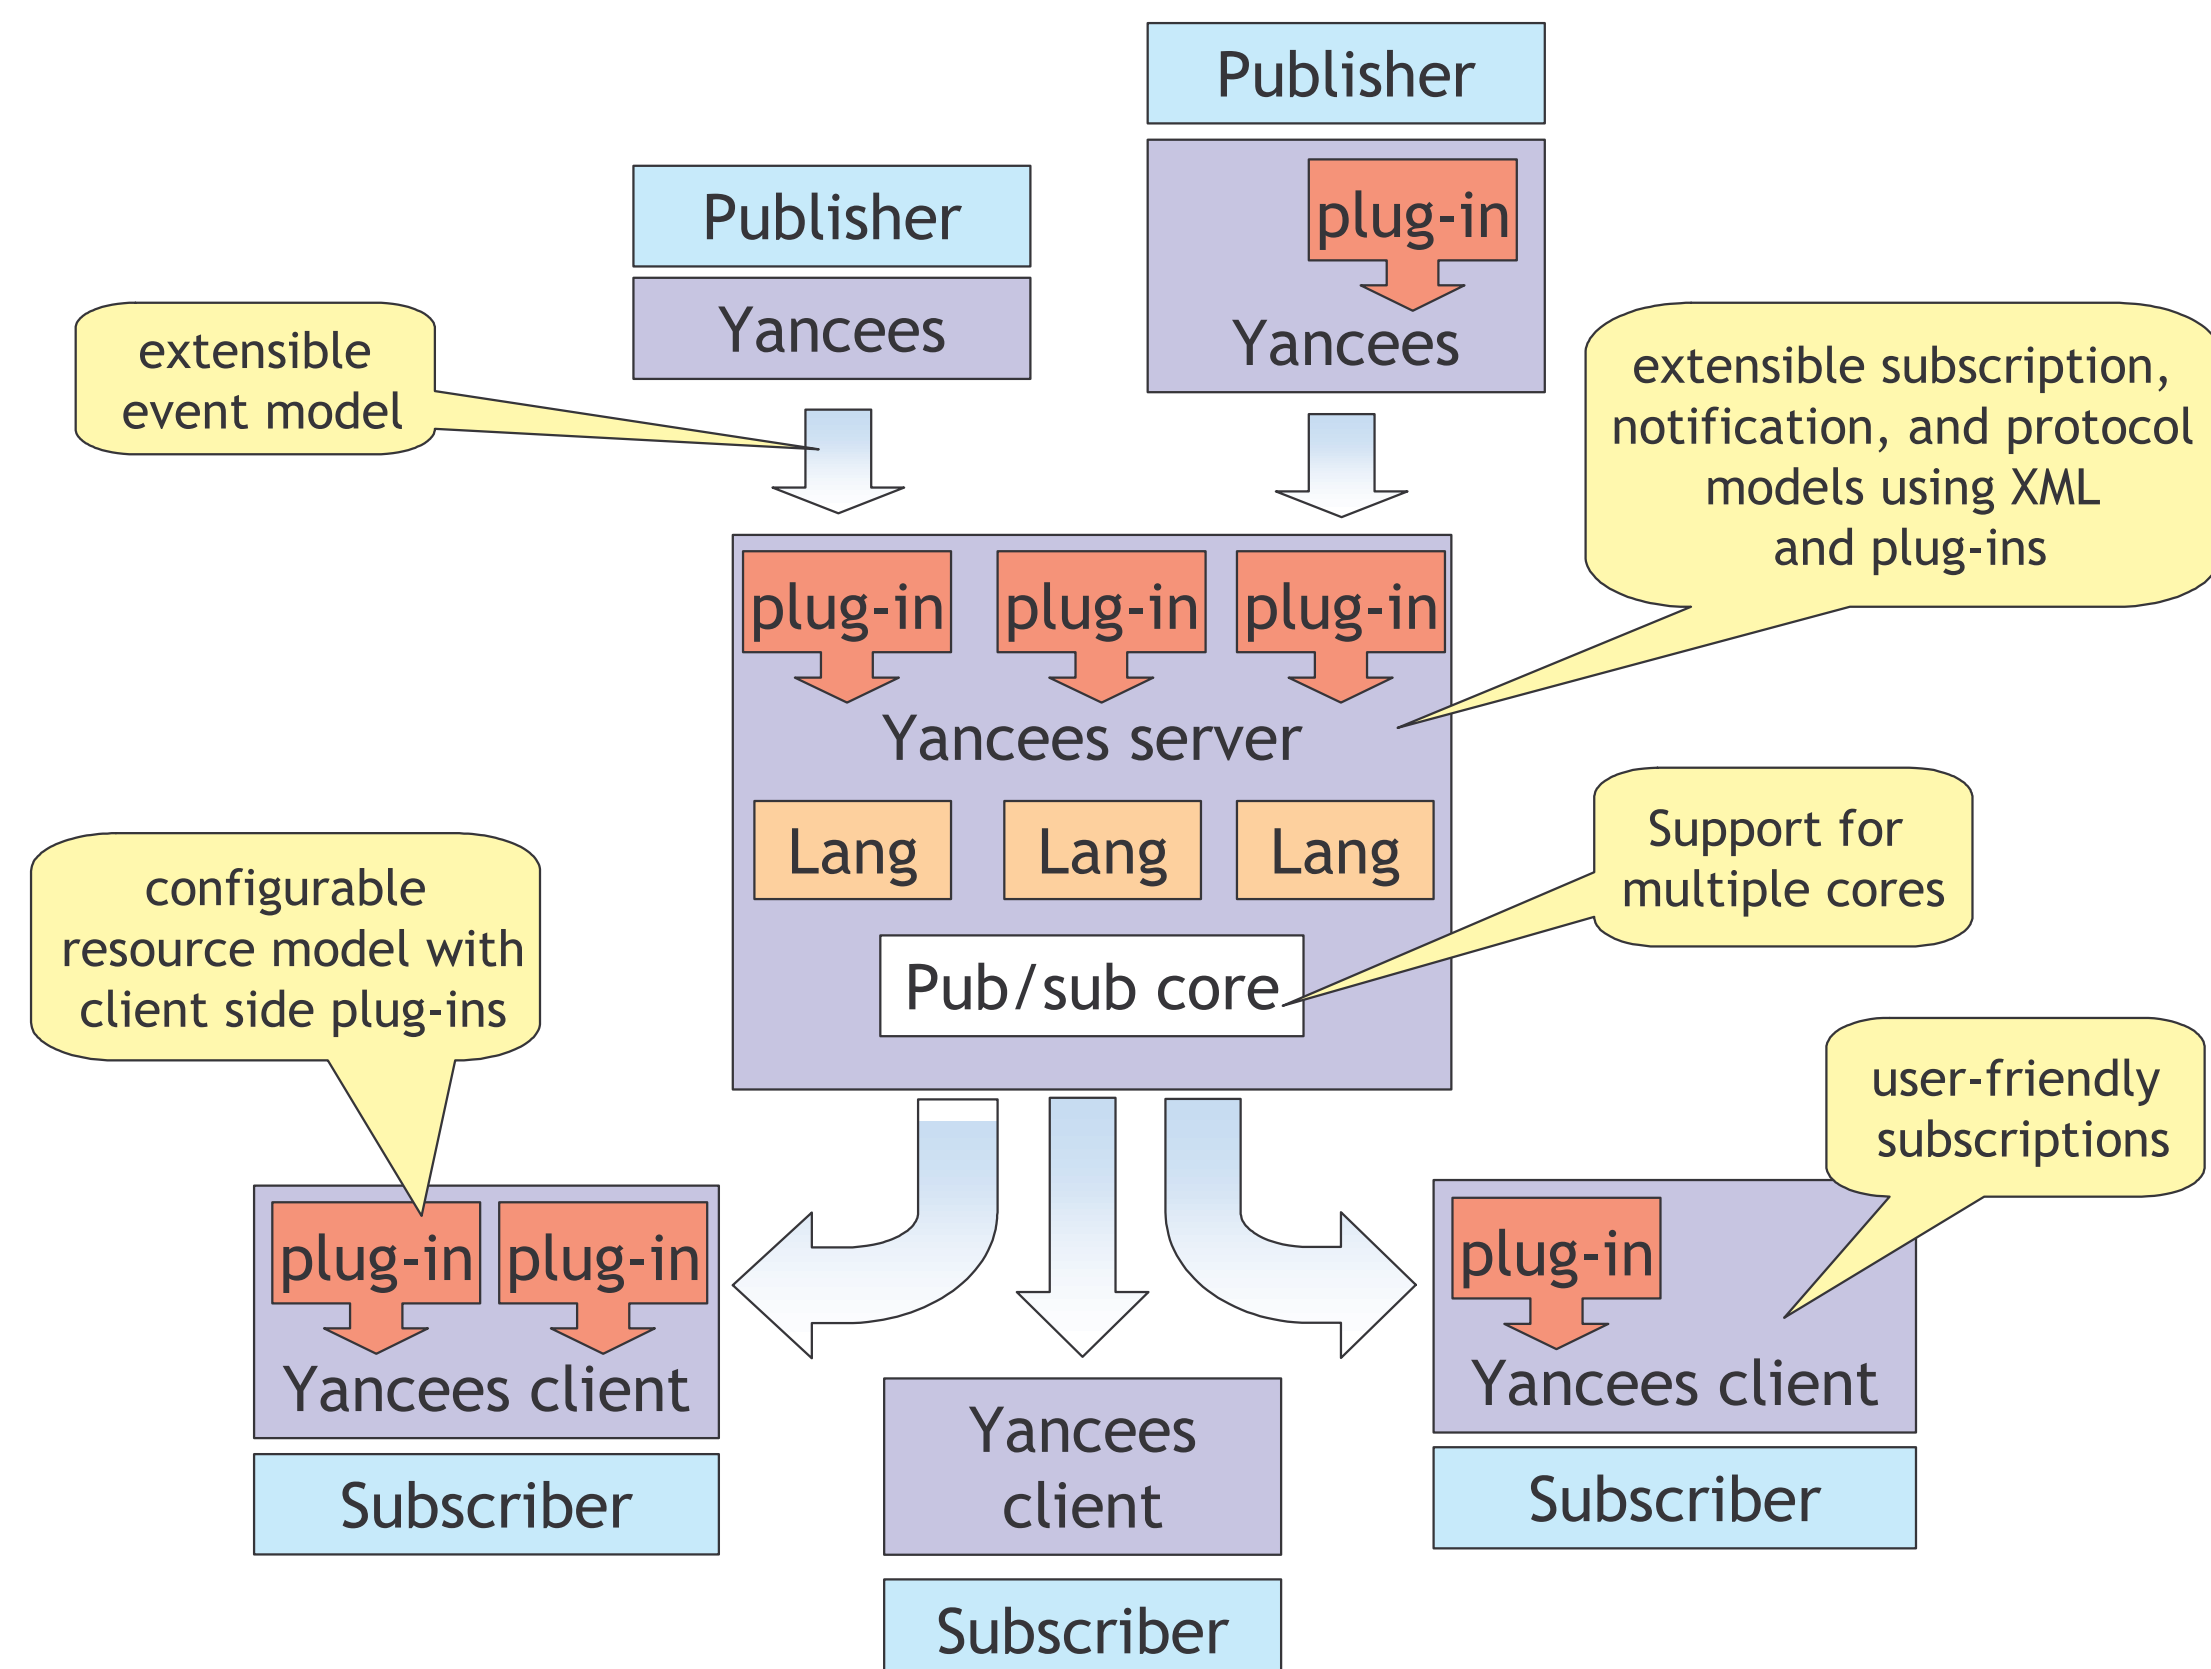 Publisher
plug-in
Yancees
Publisher
Yancees
extensible
event model
extensible subscription,
notification, and protocol
models using XML
and plug-ins
plug-in
plug-in
plug-in
Yancees server
Lang
Lang
Lang
Pub/sub core
Support for
multiple cores
configurable
resource model with
client side plug-ins
user-friendly
subscriptions
plug-in
plug-in
Yancees client
Subscriber
Yancees
client
Subscriber
plug-in
Yancees client
Subscriber